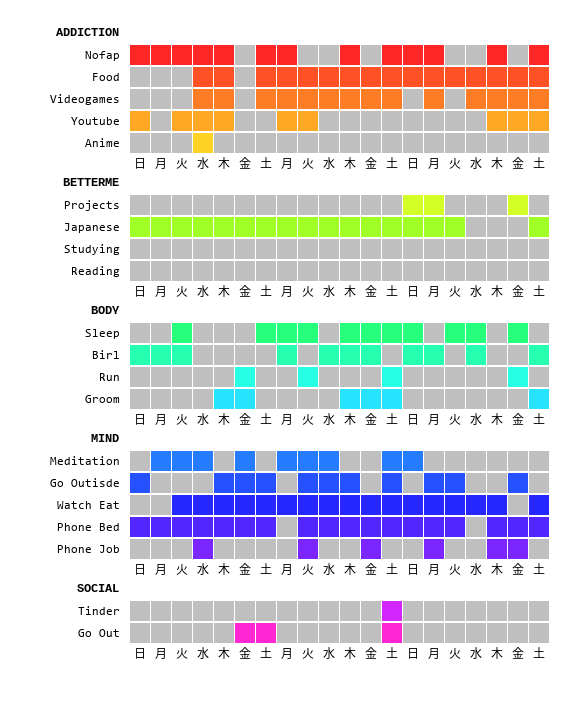 ADDICTION
Nofap
Food
Videogames
Youtube
Anime
日 月 火 水 木 金 土 月 火 水 木 金 土 日 月 火 水 木 金 土
BETTERME
Projects
Japanese
Studying
Reading
日 月 火 水 木 金 土 月 火 水 木 金 土 日 月 火 水 木 金 土
BODY
Sleep
Bir1
Run
Groom
日 月 火 水 木 金 土 月 火 水 木 金 土 日 月 火 水 木 金 土
MIND
Meditation
Go Outisde
Watch Eat
Phone Bed
Phone Job
日 月 火 水 木 金 土 月 火 水 木 金 土 日 月 火 水 木 金 土
SOCIAL
Tinder
Go Out
日 月 火 水 木 金 土 月 火 水 木 金 土 日 月 火 水 木 金 土